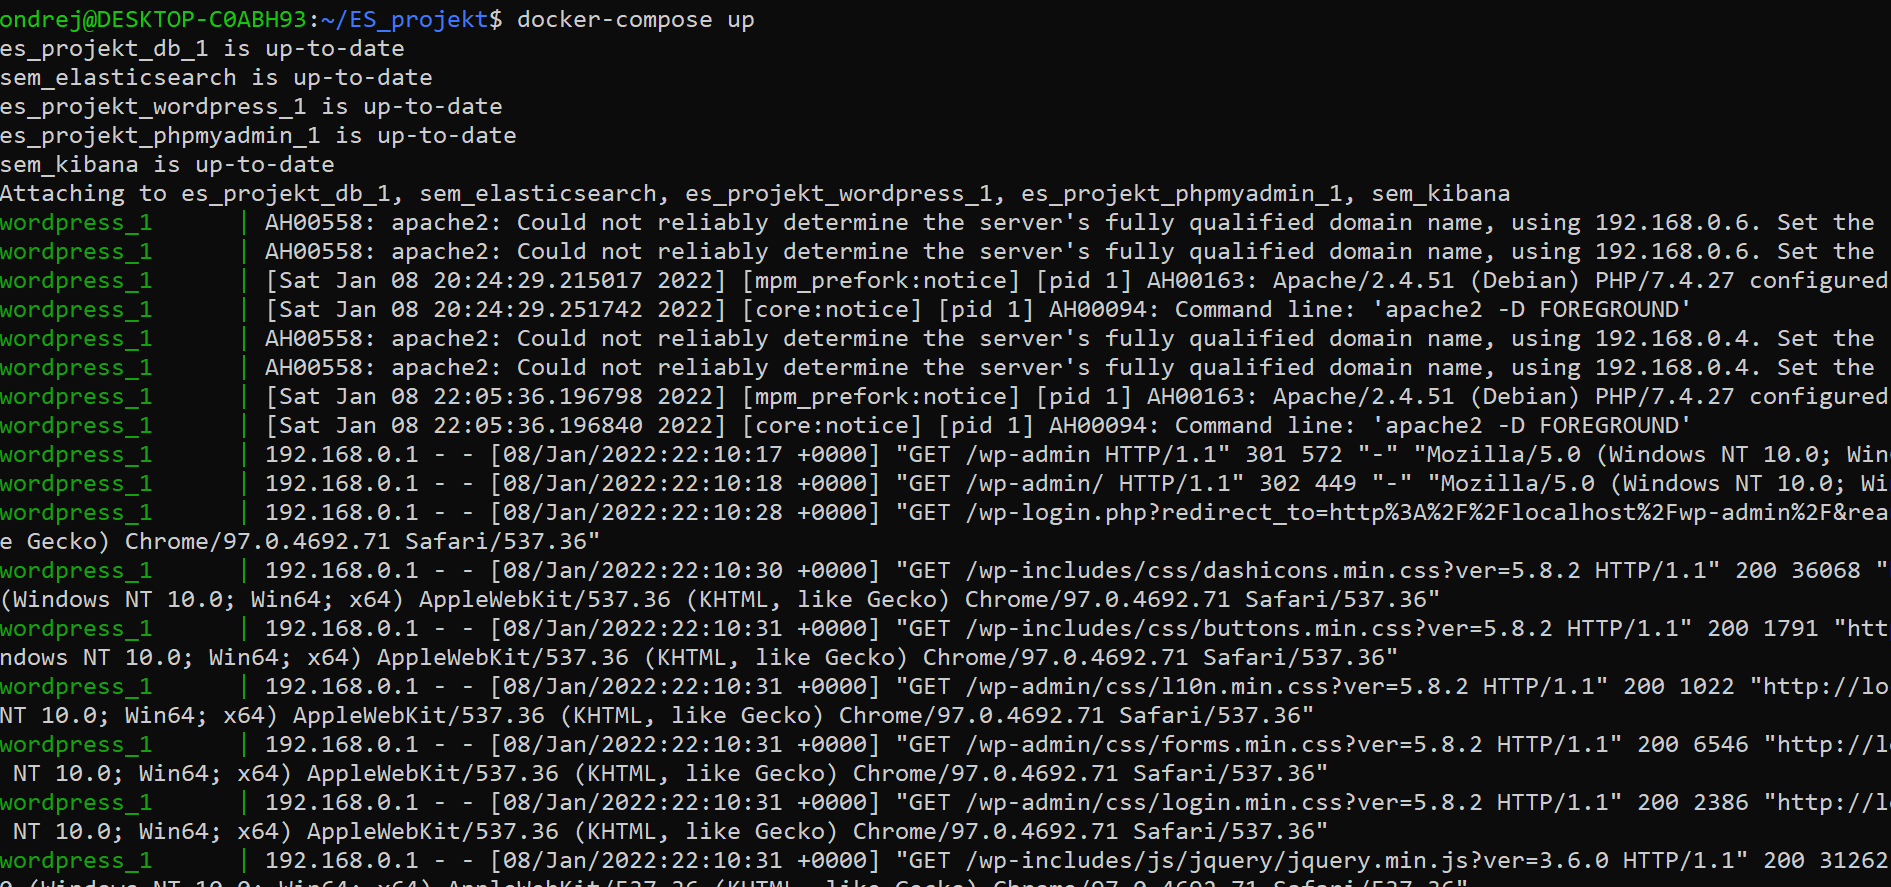 ondrej@DESKTOP-C0ABH93:~/ES_projekt$ docker-compose up
es_projekt_db_1 is up-to-date
sem_elasticsearch is up-to-date
es_projekt_wordpress_1 is up-to-date
es_projekt_phpmyadmin_1 is up-to-date
sem_kibana is up-to-date
Attaching to es_projekt_db_1, sem_elasticsearch, es_projekt_wordpress_1, es_projekt_phpmyadmin_1, sem_kibana
wordpress_1 | AH00558: apache2: Could not reliably determine the server's fully qualified domain name, using 192.168.0.6. Set the
wordpress_1 | AH00558: apache2: Could not reliably determine the server's fully qualified domain name, using 192.168.0.6. Set the
wordpress_1 | [Sat Jan 08 20:24:29.215017 2022] [mpm_prefork:notice] [pid 1] AH00163: Apache/2.4.51 (Debian) PHP/7.4.27 configured
wordpress_1 | [Sat Jan 08 20:24:29.251742 2022] [core:notice] [pid 1] AH00094: Command line: 'apache2 -D FOREGROUND'
wordpress_1 | AH00558: apache2: Could not reliably determine the server's fully qualified domain name, using 192.168.0.4. Set the
wordpress_1 | AH00558: apache2: Could not reliably determine the server's fully qualified domain name, using 192.168.0.4. Set the
wordpress_1 | [Sat Jan 08 22:05:36.196798 2022] [mpm_prefork:notice] [pid 1] AH00163: Apache/2.4.51 (Debian) PHP/7.4.27 configured
wordpress_1 | [Sat Jan 08 22:05:36.196840 2022] [core:notice] [pid 1] AH00094: Command line: 'apache2 -D FOREGROUND'
wordpress_1 | 192.168.0.1 - - [08/Jan/2022:22:10:17 +0000] "GET /wp-admin HTTP/1.1" 301 572 "-" "Mozilla/5.0 (Windows NT 10.0; Win
wordpress_1 | 192.168.0.1 - - [08/Jan/2022:22:10:18 +0000] "GET /wp-admin/ HTTP/1.1" 302 449 "-" "Mozilla/5.0 (Windows NT 10.0; Wi
wordpress_1 | 192.168.0.1 - - [08/Jan/2022:22:10:28 +0000] "GET /wp-login.php?redirect_to=http%3A%2F%2Flocalhost%2Fwp-admin%2F&rea
e Gecko) Chrome/97.0.4692.71 Safari/537.36"
wordpress_1 | 192.168.0.1 - - [08/Jan/2022:22:10:30 +0000] "GET /wp-includes/css/dashicons.min.css?ver=5.8.2 HTTP/1.1" 200 36068 "
(Windows NT 10.0; Win64; x64) AppleWebKit/537.36 (KHTML, like Gecko) Chrome/97.0.4692.71 Safari/537.36"
wordpress_1 | 192.168.0.1 - - [08/Jan/2022:22:10:31 +0000] "GET /wp-includes/css/buttons.min.css?ver=5.8.2 HTTP/1.1" 200 1791 "htt
ndows NT 10.0; Win64; x64) AppleWebKit/537.36 (KHTML, like Gecko) Chrome/97.0.4692.71 Safari/537.36"
wordpress_1 | 192.168.0.1 - - [08/Jan/2022:22:10:31 +0000] "GET /wp-admin/css/l10n.min.css?ver=5.8.2 HTTP/1.1" 200 1022 "http://lo
NT 10.0; Win64; x64) AppleWebKit/537.36 (KHTML, like Gecko) Chrome/97.0.4692.71 Safari/537.36"
wordpress_1 | 192.168.0.1 - - [08/Jan/2022:22:10:31 +0000] "GET /wp-admin/css/forms.min.css?ver=5.8.2 HTTP/1.1" 200 6546 "http://lo
NT 10.0; Win64; x64) AppleWebKit/537.36 (KHTML, like Gecko) Chrome/97.0.4692.71 Safari/537.36"
wordpress_1 | 192.168.0.1 - - [08/Jan/2022:22:10:31 +0000] "GET /wp-admin/css/login.min.css?ver=5.8.2 HTTP/1.1" 200 2386 "http://lo
NT 10.0; Win64; x64) AppleWebKit/537.36 (KHTML, like Gecko) Chrome/97.0.4692.71 Safari/537.36"
wordpress_1 | 192.168.0.1 - - [08/Jan/2022:22:10:31 +0000] "GET /wp-includes/js/jquery/jquery.min.js?ver=3.6.0 HTTP/1.1" 200 31262